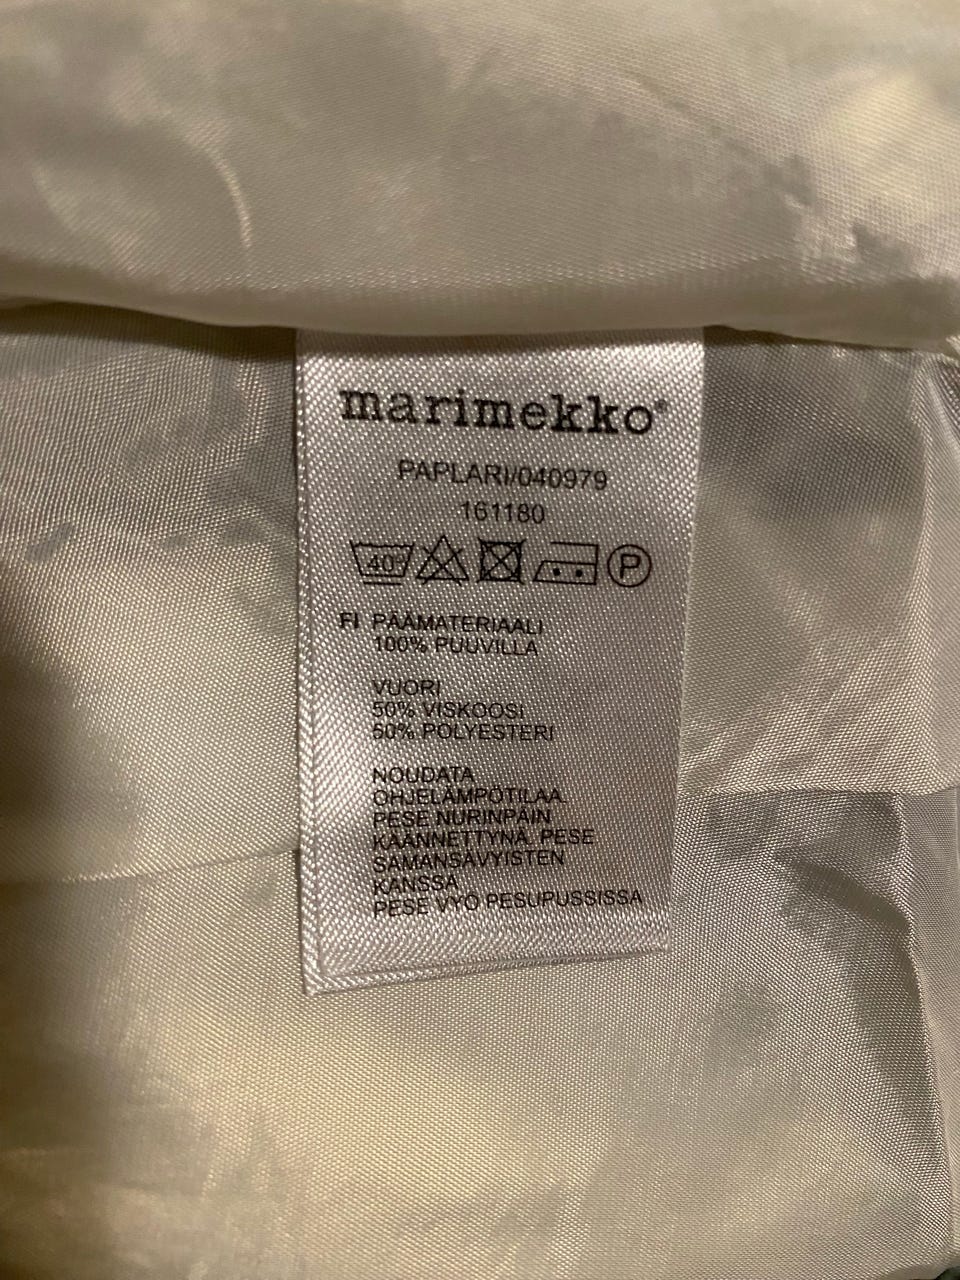 marimekko®
PAPLARI/040979
161180
40°
P
FI PÄÄMATERIAALI
100% PUUVILLA
VUORI
50% VISKOOSI
50% POLYESTERI
NOUDATA
OHJELÄMPÖTILAA.
PESE NURINPÄIN
KÄÄNNETTYNÄ. PESE
SAMANSÄVYISTEN
KANSSA
PESE VYÖ PESUPUSSISSA